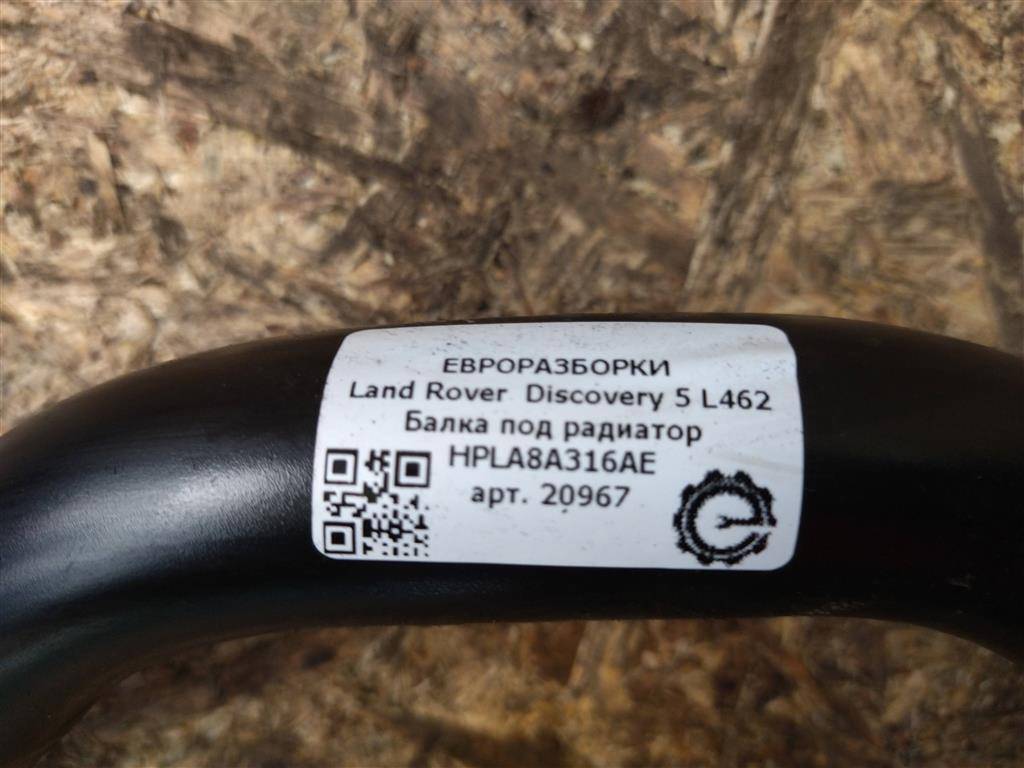 ЕВРОРАЗБОРКИ
Land Rover Discovery 5 L462
Балка под радиатор
HPLA8A316AE
арт. 20967